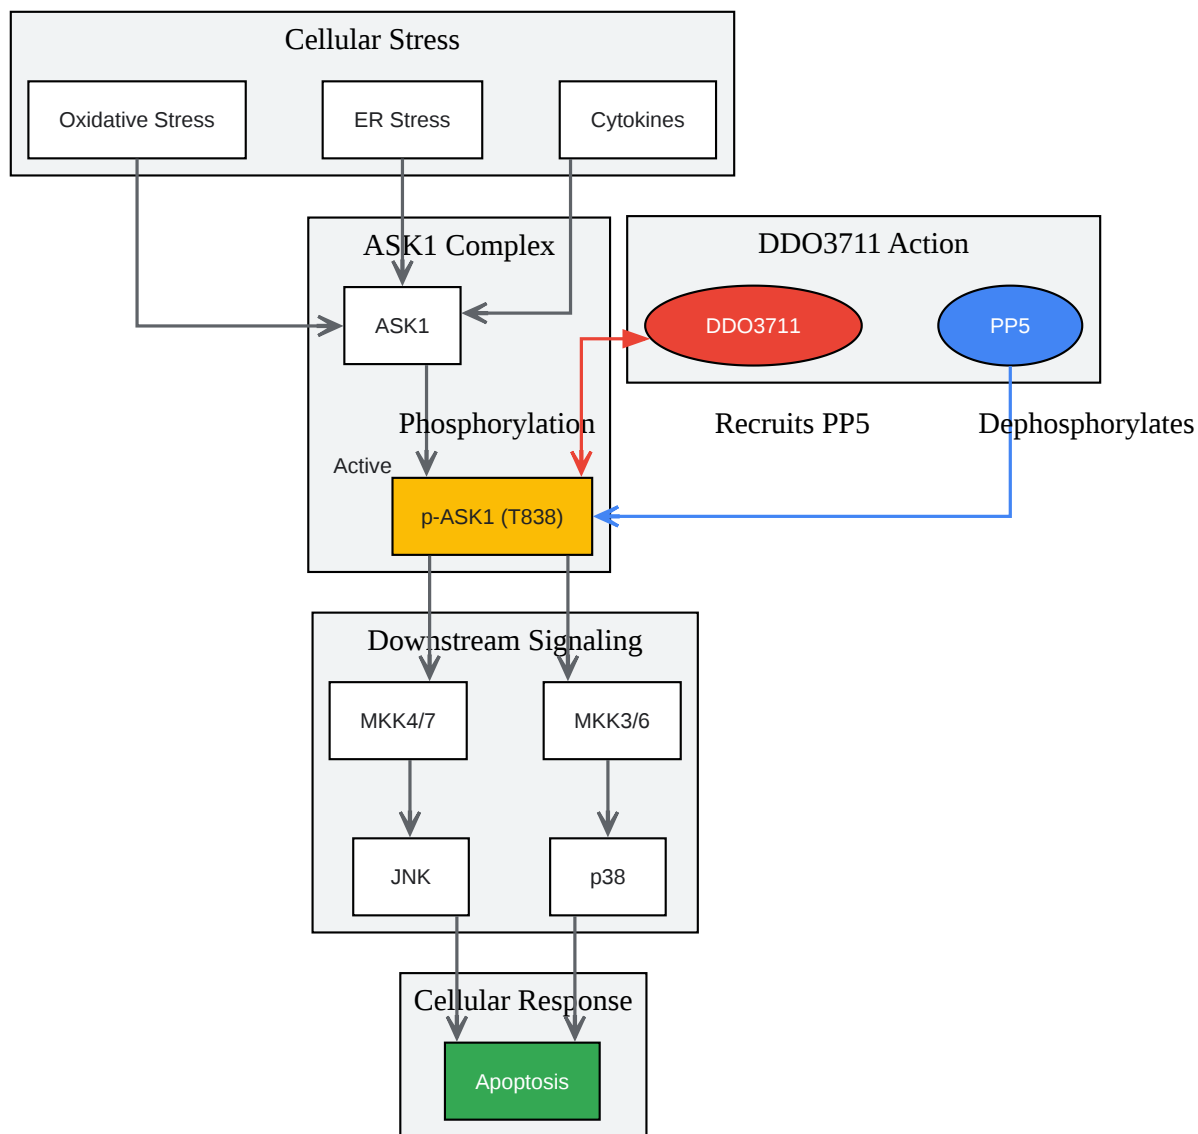 Cellular Stress
Oxidative Stress
ER Stress
Cytokines
ASK1 Complex
DDO3711 Action
ASK1
DDO3711
PP5
Phosphorylation
Recruits PP5
Dephosphorylates
Active
p-ASK1 (T838)
Downstream Signaling
MKK4/7
MKK3/6
JNK
p38
Cellular Response
Apoptosis